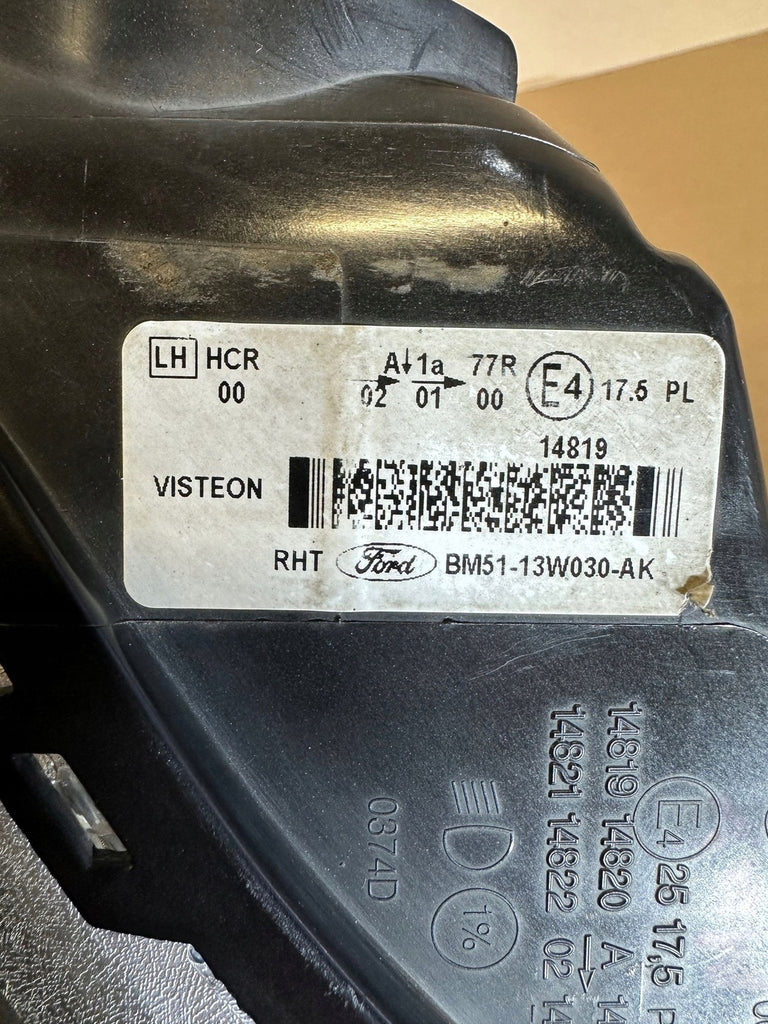 LH HCR A↓ 1a 77R E4 17.5 PL
00 02 01 00
14819
VISTEON
RHT Ford BM51-13W030-AK
14819 14820 A
14821 14822 02
E4 25 17,5
1%
0374D